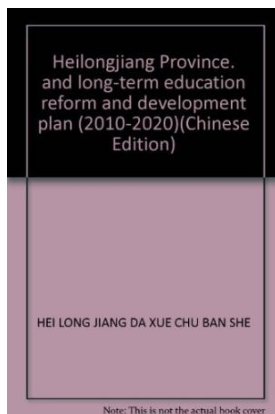 Heilongjiang Province.
and long-term education
reform and development
plan (2010-2020)(Chinese
Edition)
HEI LONG JIANG DA XUE CHU BAN SHE
Note: This is not the actual book cover